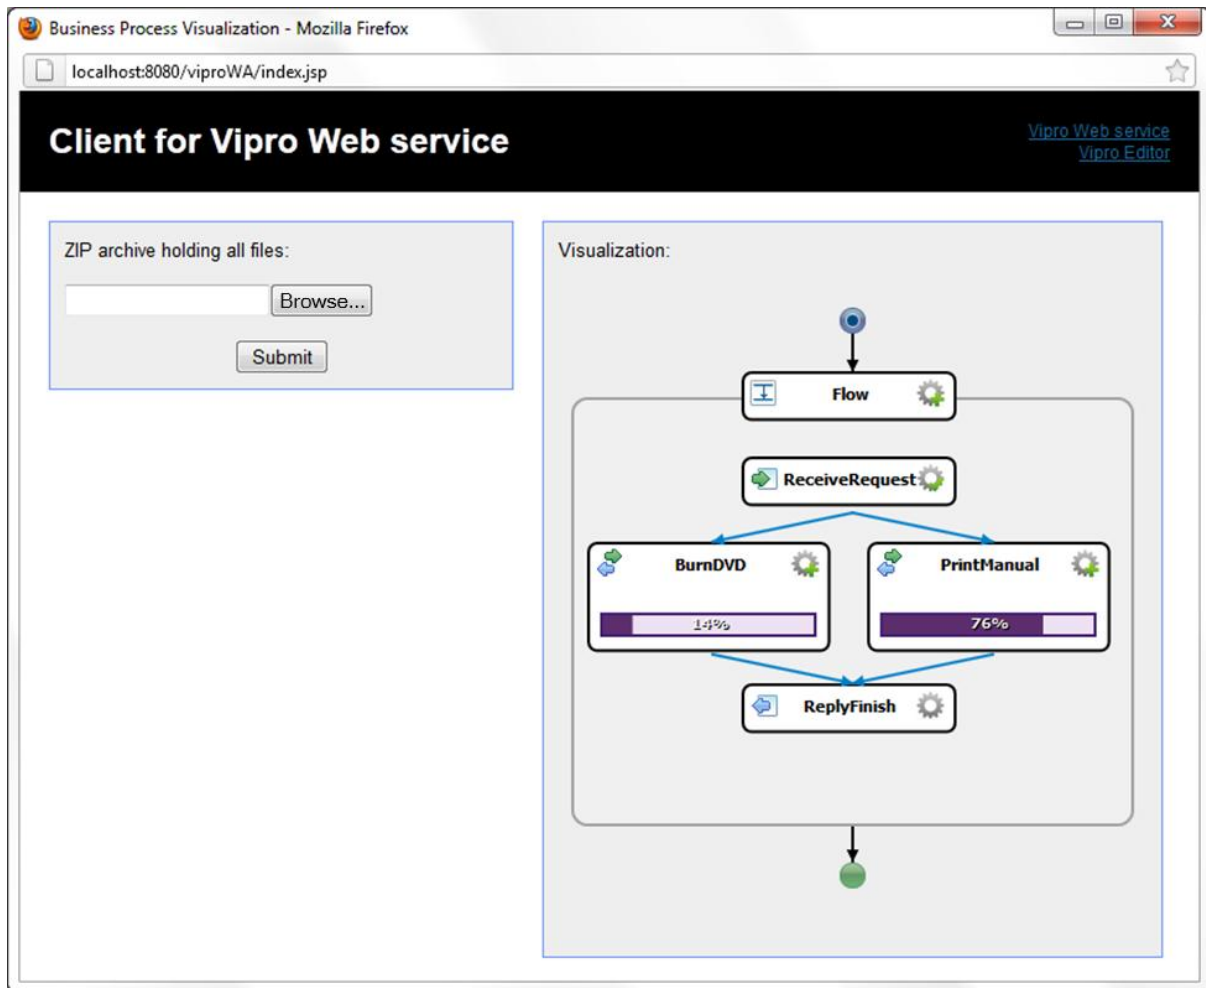 Business Process Visualization - Mozilla Firefox
localhost:8080/viproWA/index.jsp
Client for Vipro Web service
Vipro Web service
Vipro Editor
ZIP archive holding all files:
Browse...
Submit
Visualization:
Flow
ReceiveRequest
BurnDVD
PrintManual
14%
76%
ReplyFinish